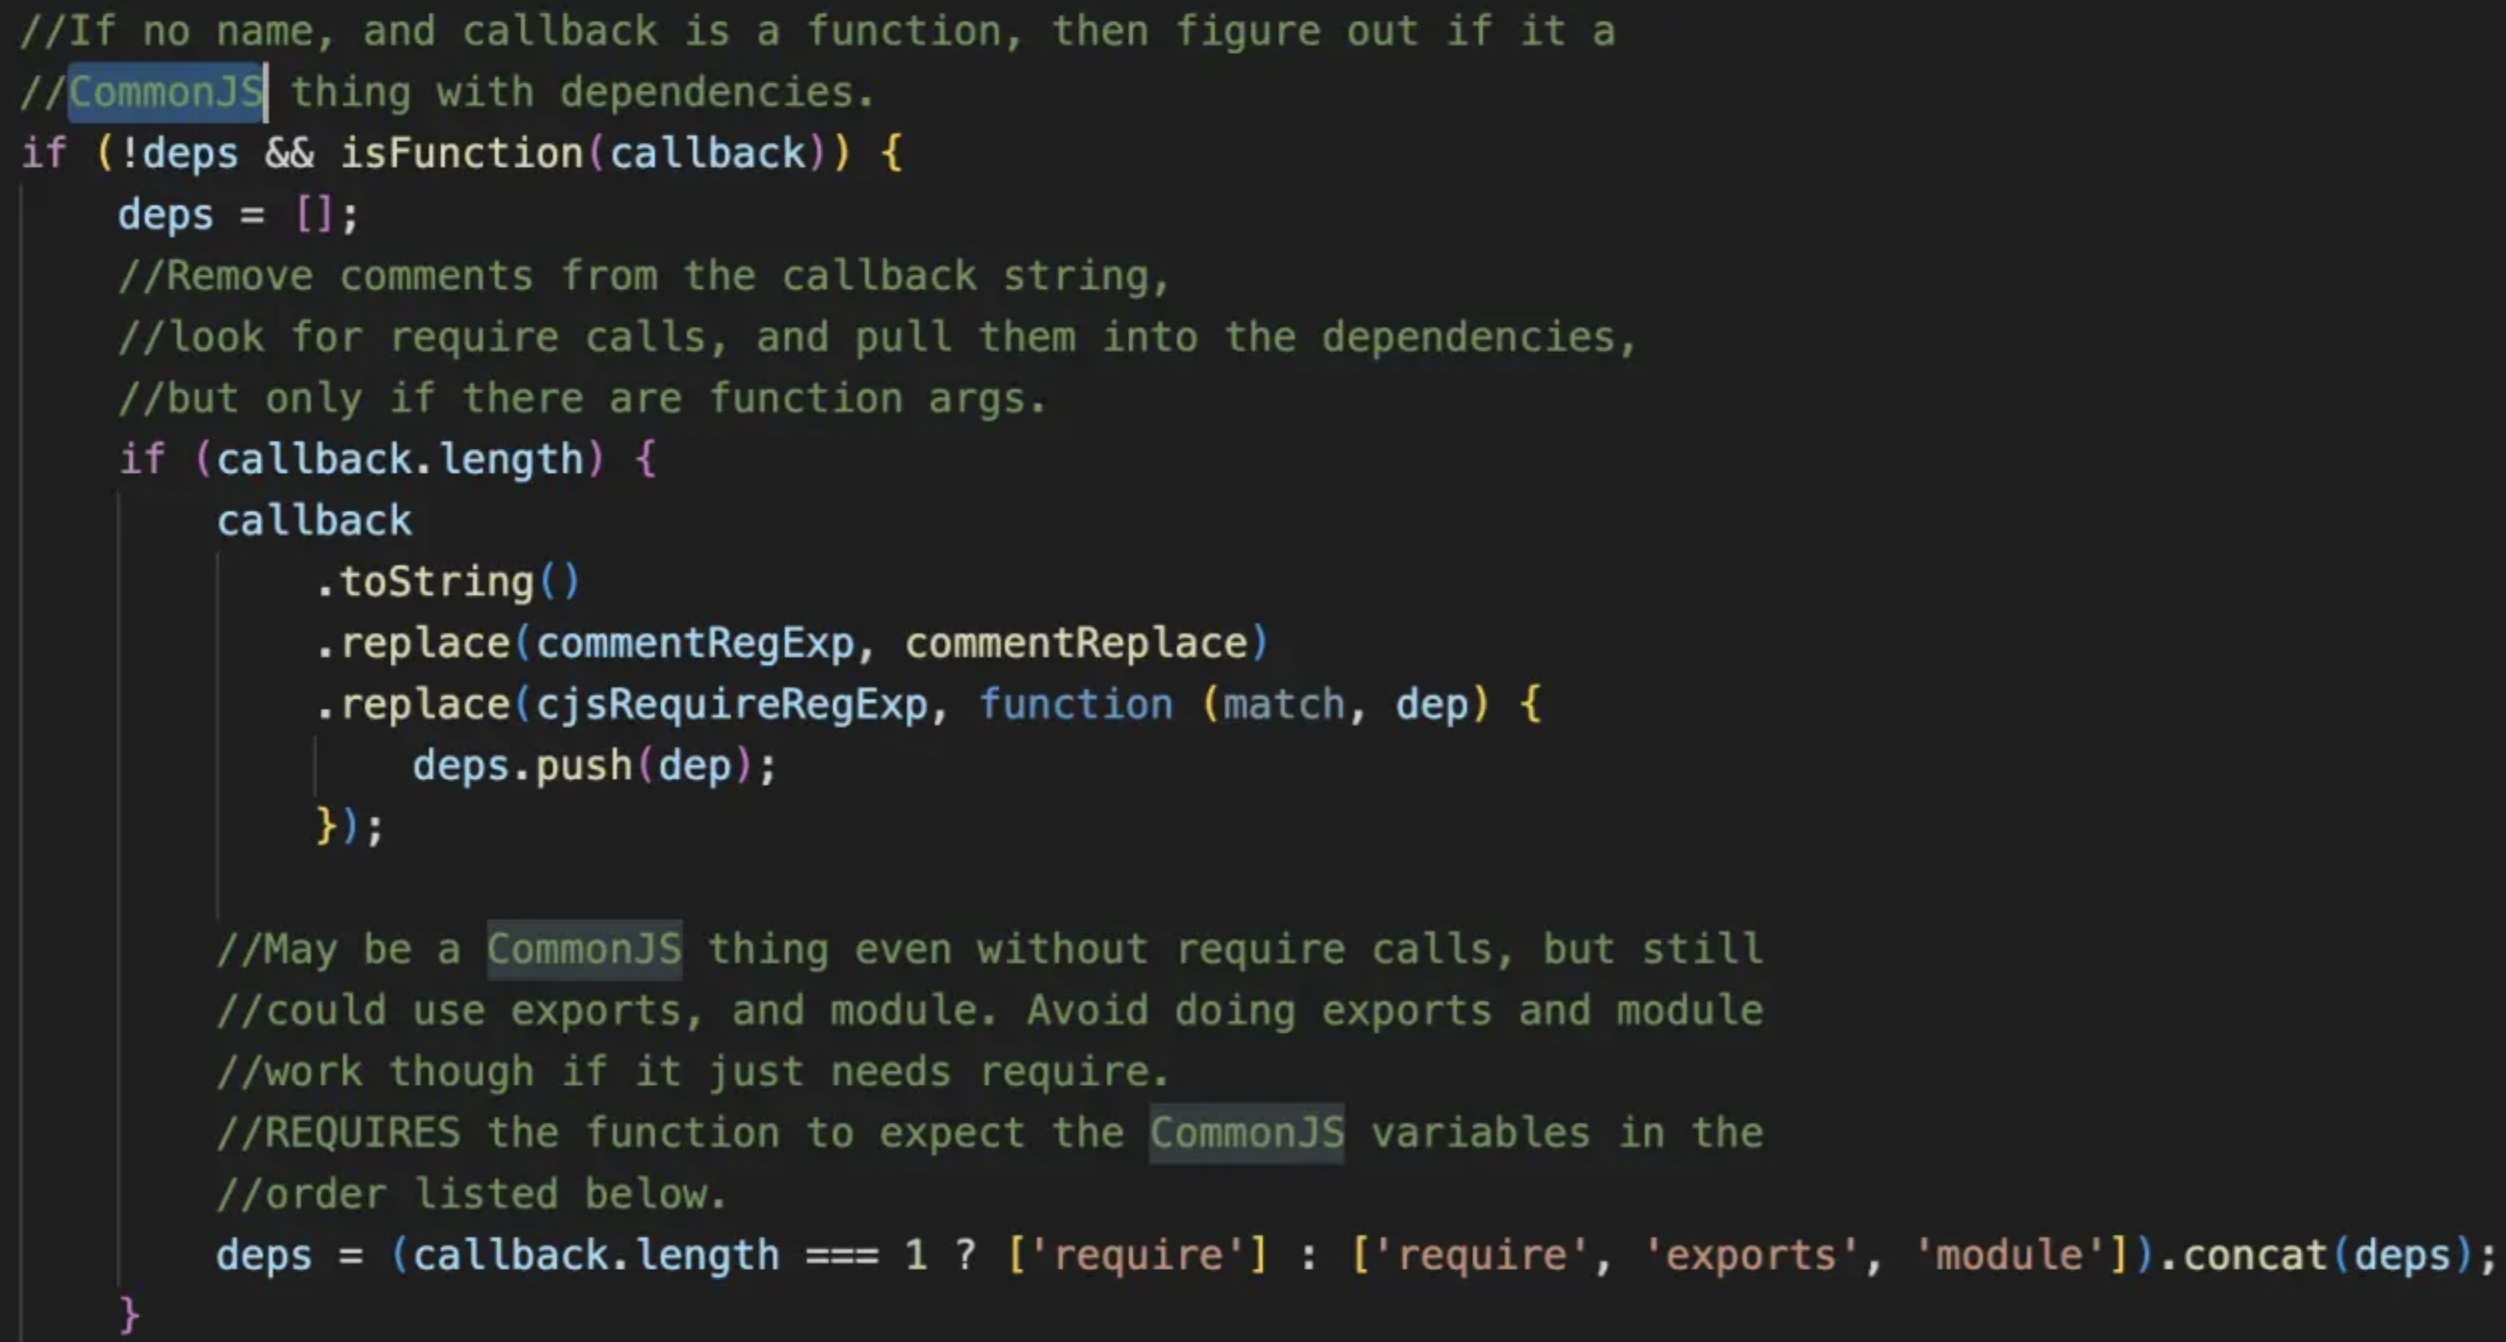 //If no name, and callback is a function, then figure out if it a
//CommonJS thing with dependencies.
if (!deps && isFunction(callback)) {
    deps = [];
    //Remove comments from the callback string,
    //look for require calls, and pull them into the dependencies,
    //but only if there are function args.
    if (callback.length) {
        callback
            .toString()
            .replace(commentRegExp, commentReplace)
            .replace(cjsRequireRegExp, function (match, dep) {
                deps.push(dep);
            });
        //May be a CommonJS thing even without require calls, but still
        //could use exports, and module. Avoid doing exports and module
        //work though if it just needs require.
        //REQUIRES the function to expect the CommonJS variables in the
        //order listed below.
        deps = (callback.length === 1 ? ['require'] : ['require', 'exports', 'module']).concat(deps);
    }